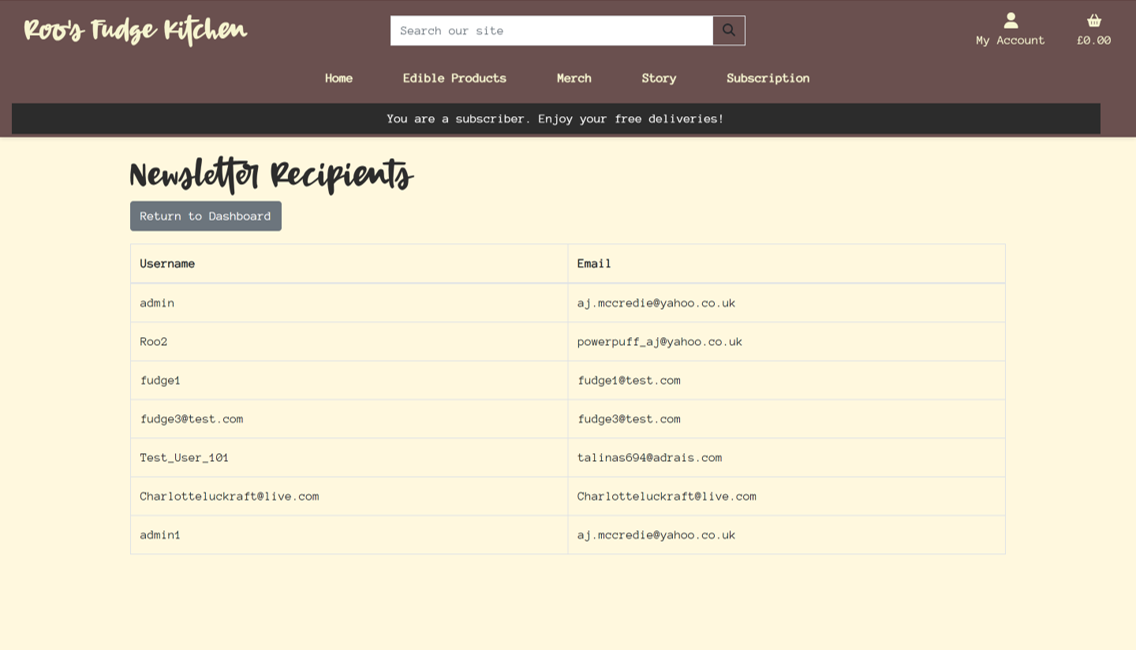 Roo's Fudge Kitchen
Search our site
My Account
£0.00
Home Edible Products Merch Story Subscription
You are a subscriber. Enjoy your free deliveries!
Newsletter Recipients
Return to Dashboard
Username Email
admin aj.mccredie@yahoo.co.uk
Roo2 powerpuff_aj@yahoo.co.uk
fudge1 fudge1@test.com
fudge3@test.com fudge3@test.com
Test_User_101 talinas694@adrais.com
Charlotteluckraft@live.com Charlotteluckraft@live.com
admin1 aj.mccredie@yahoo.co.uk